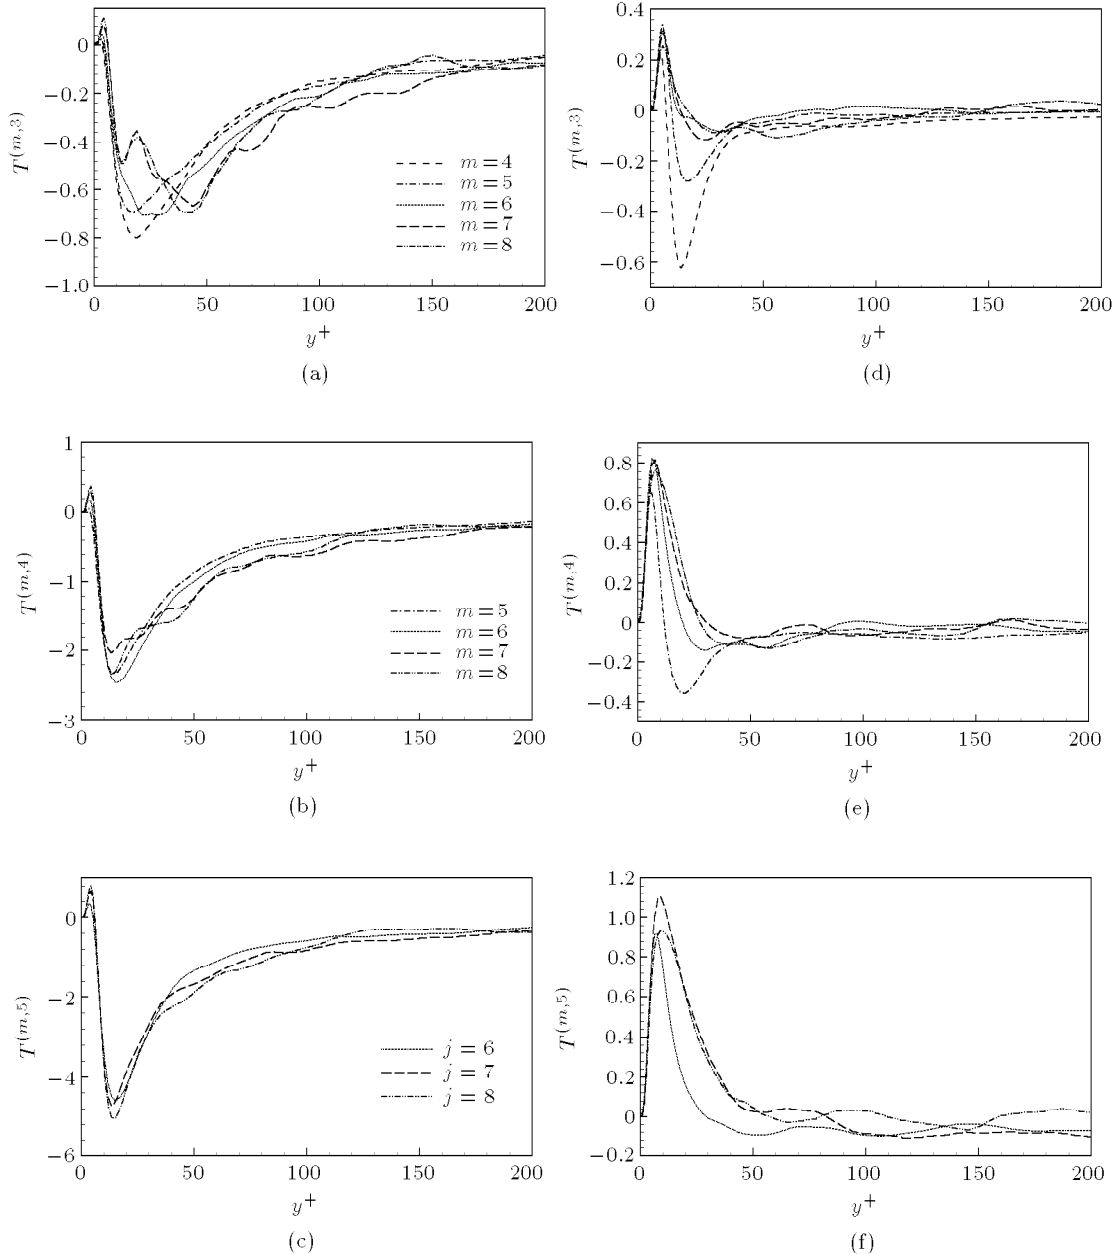 0
−0.2
−0.4
−0.6
−0.8
−1.0
T^(m,3)
m=4
m=5
m=6
m=7
m=8
0 50 100 150 200
y+
(a)
0.4
0.2
0
−0.2
−0.4
−0.6
T^(m,3)
0 50 100 150 200
y+
(d)
1
0
−1
−2
−3
T^(m,4)
m=5
m=6
m=7
m=8
0 50 100 150 200
y+
(b)
0.8
0.6
0.4
0.2
0
−0.2
−0.4
T^(m,4)
0 50 100 150 200
y+
(e)
0
−2
−4
−6
T^(m,5)
j = 6
j = 7
j = 8
0 50 100 150 200
y+
(c)
1.2
1.0
0.8
0.6
0.4
0.2
0
−0.2
T^(m,5)
0 50 100 150 200
y+
(f)